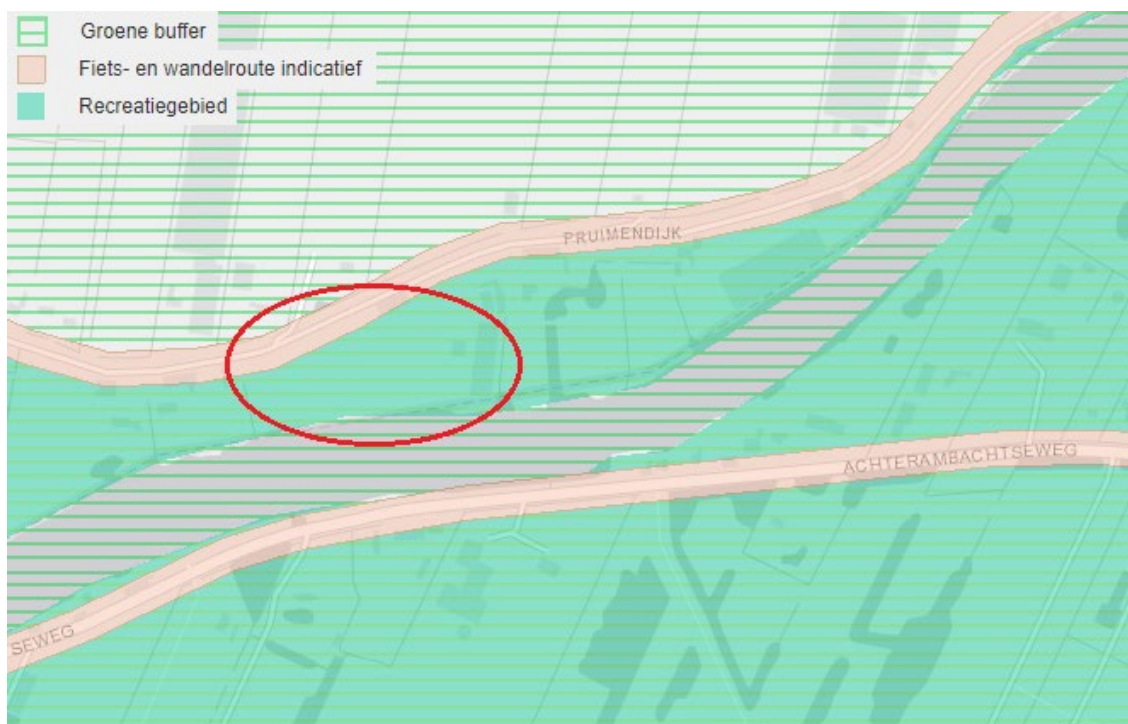 Groene buffer
Fiets- en wandelroute indicatief
Recreatiegebied
PRUIMENDIJK
ACHTERAMBACHTSEWEG
SEWEG